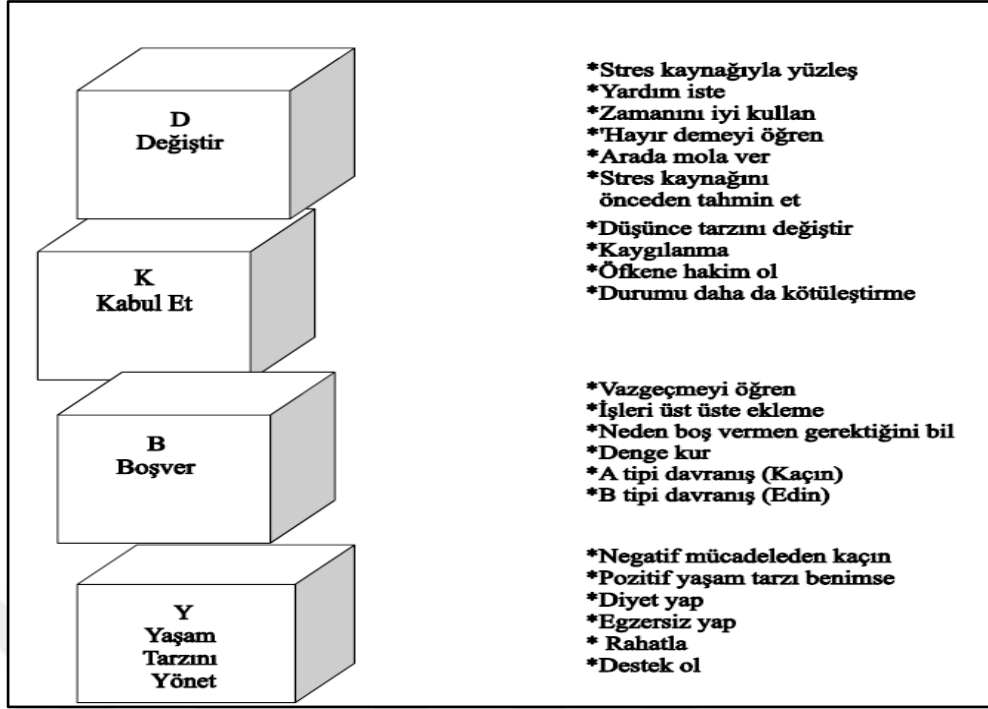 D
Değiştir
*Stres kaynağıyla yüzleş
*Yardım iste
*Zamanını iyi kullan
*'Hayır demeyi öğren
*Arada mola ver
*Stres kaynağını
önceden tahmin et
K
Kabul Et
*Düşünce tarzını değiştir
*Kaygılanma
*Öfkene hakim ol
*Durumu daha da kötüleştirme
B
Boşver
*Vazgeçmeyi öğren
*İşleri üst üste ekleme
*Neden boş vermen gerektiğini bil
*Denge kur
*A tipi davranış (Kaçın)
*B tipi davranış (Edin)
Y
Yaşam
Tarzını
Yönet
*Negatif mücadeleden kaçın
*Pozitif yaşam tarzı benimse
*Diyet yap
*Egzersiz yap
* Rahatla
*Destek ol